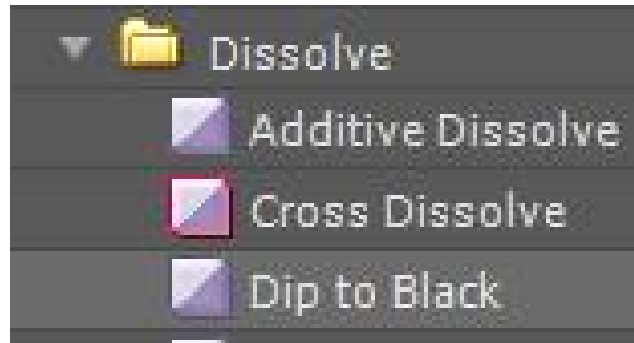 Dissolve
Additive Dissolve
Cross Dissolve
Dip to Black